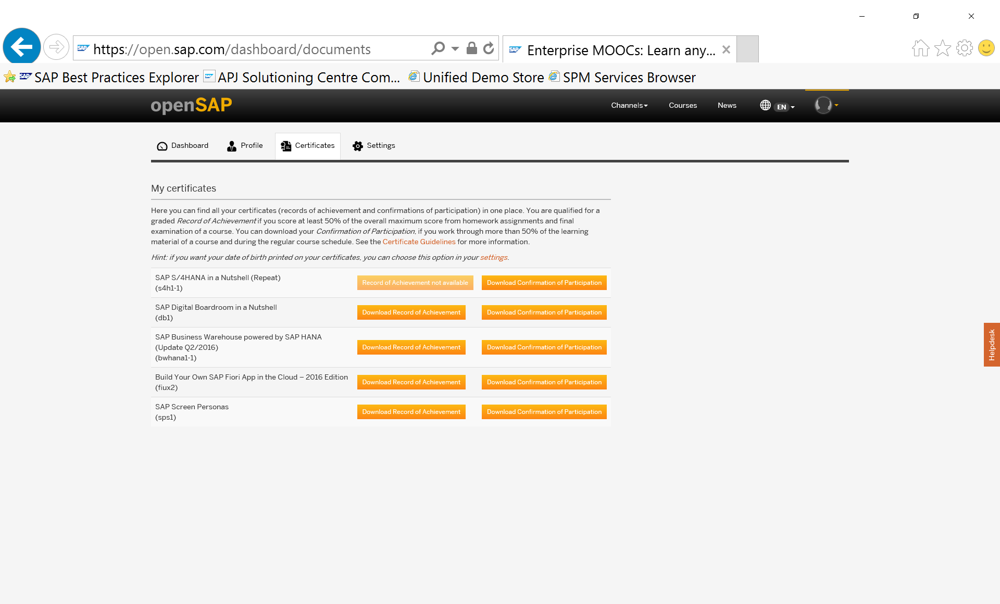 https://open.sap.com/dashboard/documents
SAP Enterprise MOOCs: Learn any...
SAP SAP Best Practices Explorer SAP APJ Solutioning Centre Com... Unified Demo Store SPM Services Browser
openSAP Channels Courses News EN
Dashboard Profile Certificates Settings
My certificates
Here you can find all your certificates (records of achievement and confirmations of participation) in one place. You are qualified for a
graded Record of Achievement if you score at least 50% of the overall maximum score from homework assignments and final
examination of a course. You can download your Confirmation of Participation, if you work through more than 50% of the learning
material of a course and during the regular course schedule. See the Certificate Guidelines for more information.
Hint: if you want your date of birth printed on your certificates, you can choose this option in your settings.
SAP S/4HANA in a Nutshell (Repeat)
(s4h1-1)
Record of Achievement not available Download Confirmation of Participation
SAP Digital Boardroom in a Nutshell
(db1)
Download Record of Achievement Download Confirmation of Participation
SAP Business Warehouse powered by SAP HANA
(Update Q2/2016)
(bwhana1-1)
Download Record of Achievement Download Confirmation of Participation
Build Your Own SAP Fiori App in the Cloud – 2016 Edition
(fiux2)
Download Record of Achievement Download Confirmation of Participation
SAP Screen Personas
(sps1)
Download Record of Achievement Download Confirmation of Participation
Helpdesk